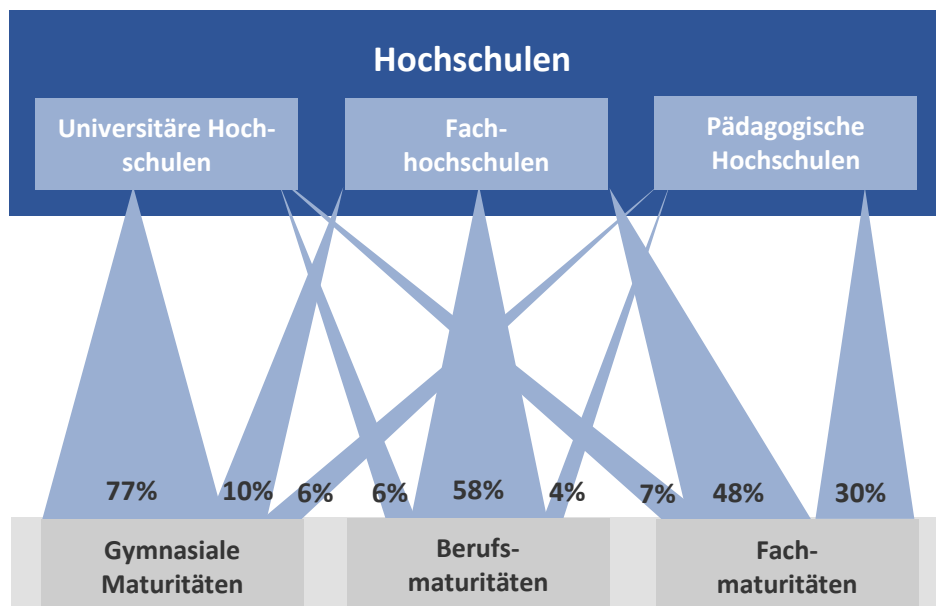 Hochschulen
Universitäre Hoch-
schulen
Fach-
hochschulen
Pädagogische
Hochschulen
77%
10%
6%
6%
58%
4%
7%
48%
30%
Gymnasiale
Maturitäten
Berufs-
maturitäten
Fach-
maturitäten